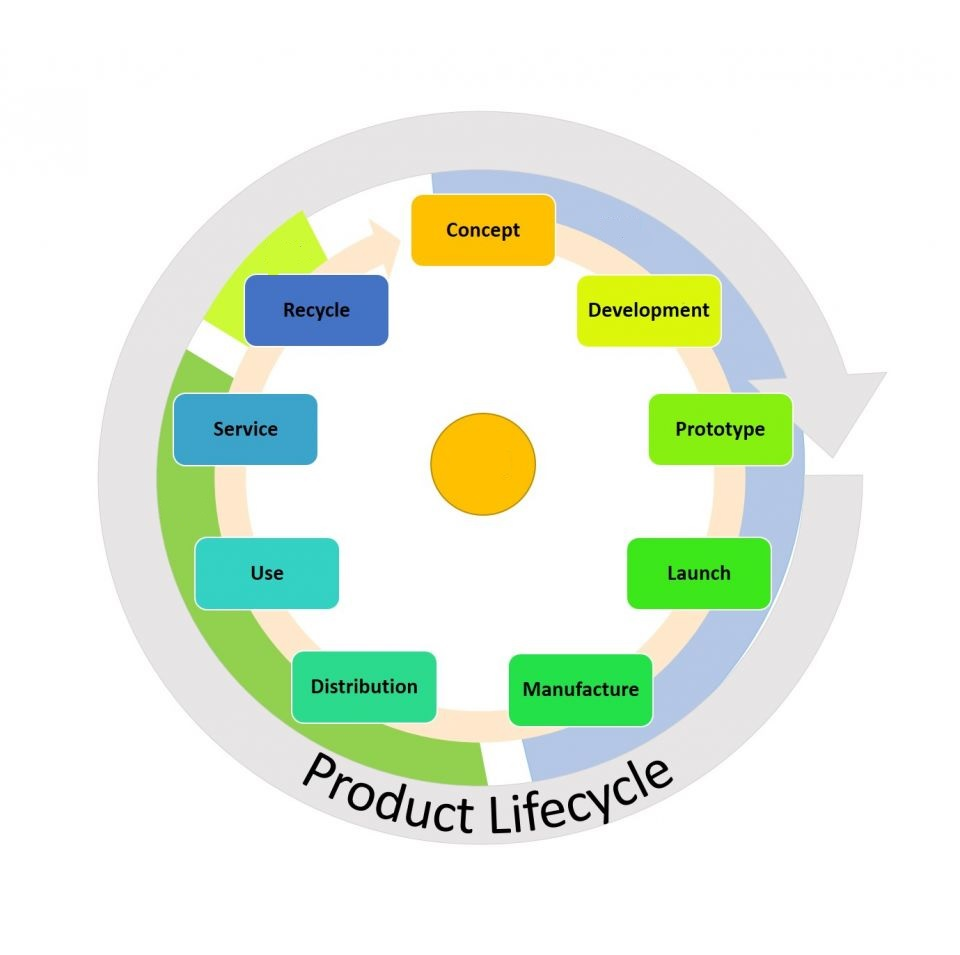 Concept
Development
Prototype
Launch
Manufacture
Distribution
Use
Service
Recycle
Product Lifecycle